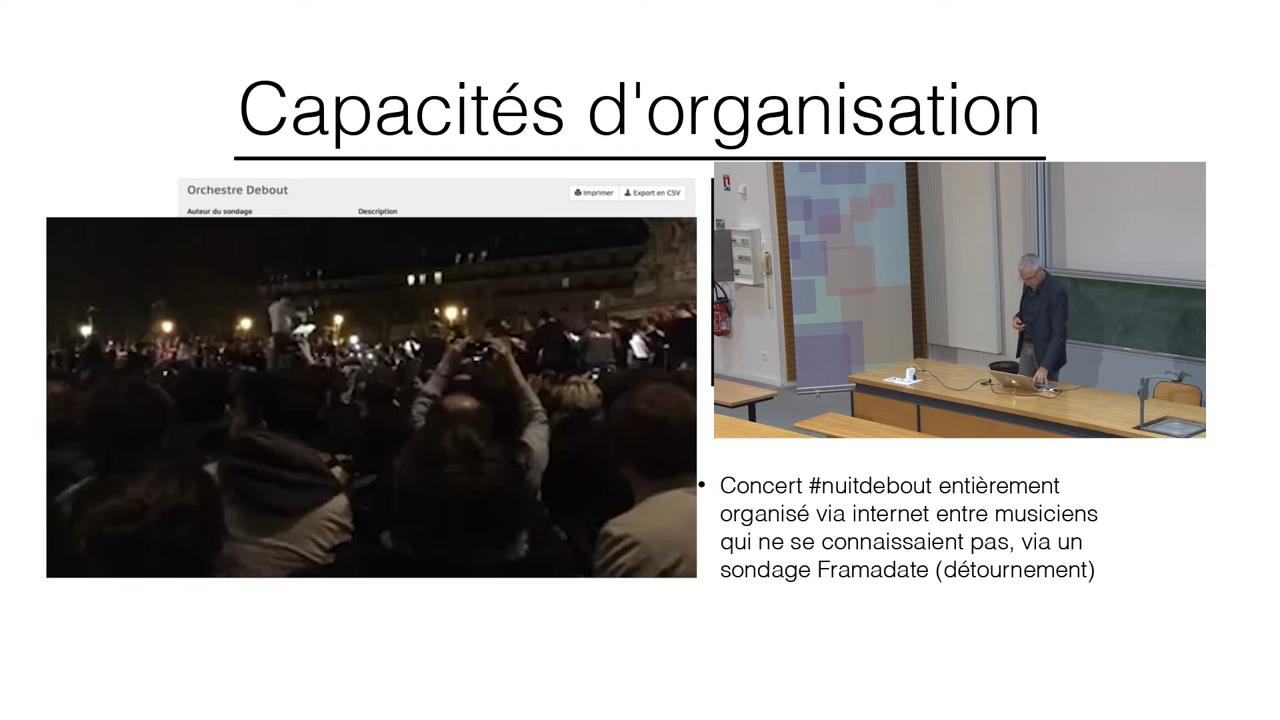 Capacités d'organisation
Orchestre Debout
Imprimer
Export en CSV
Auteur du sondage
Description
• Concert #nuitdebout entièrement
organisé via internet entre musiciens
qui ne se connaissaient pas, via un
sondage Framadate (détournement)